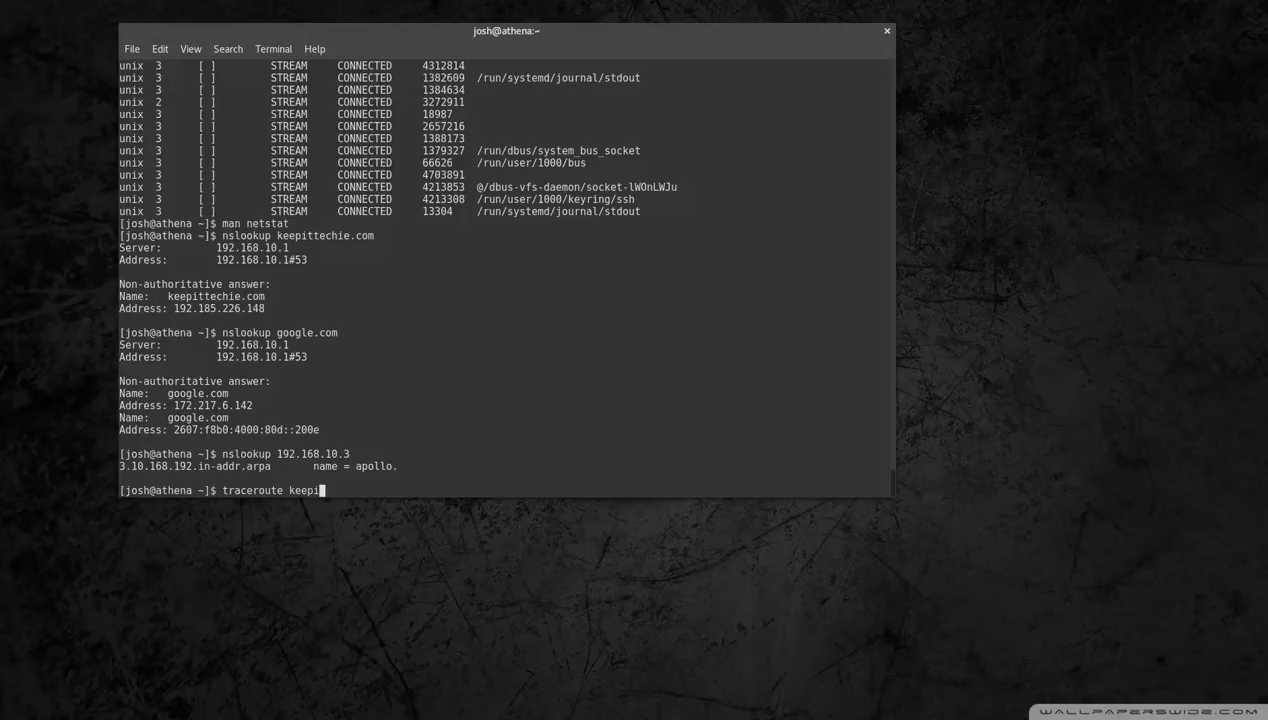 josh@athena:~ ×
File Edit View Search Terminal Help
unix 3 [ ] STREAM CONNECTED 4312814
unix 3 [ ] STREAM CONNECTED 1382609 /run/systemd/journal/stdout
unix 3 [ ] STREAM CONNECTED 1384634
unix 2 [ ] STREAM CONNECTED 3272911
unix 3 [ ] STREAM CONNECTED 18987
unix 3 [ ] STREAM CONNECTED 2657216
unix 3 [ ] STREAM CONNECTED 1388173
unix 3 [ ] STREAM CONNECTED 1379327 /run/dbus/system_bus_socket
unix 3 [ ] STREAM CONNECTED 66626 /run/user/1000/bus
unix 3 [ ] STREAM CONNECTED 4703891
unix 3 [ ] STREAM CONNECTED 4213853 @/dbus-vfs-daemon/socket-lWOnLWJu
unix 3 [ ] STREAM CONNECTED 4213308 /run/user/1000/keyring/ssh
unix 3 [ ] STREAM CONNECTED 13304 /run/systemd/journal/stdout
[josh@athena ~]$ man netstat
[josh@athena ~]$ nslookup keepittechie.com
Server: 192.168.10.1
Address: 192.168.10.1#53
Non-authoritative answer:
Name: keepittechie.com
Address: 192.185.226.148
[josh@athena ~]$ nslookup google.com
Server: 192.168.10.1
Address: 192.168.10.1#53
Non-authoritative answer:
Name: google.com
Address: 172.217.6.142
Name: google.com
Address: 2607:f8b0:4000:80d::200e
[josh@athena ~]$ nslookup 192.168.10.3
3.10.168.192.in-addr.arpa name = apollo.
[josh@athena ~]$ traceroute keepi
WALLPAPERSWIDE.COM